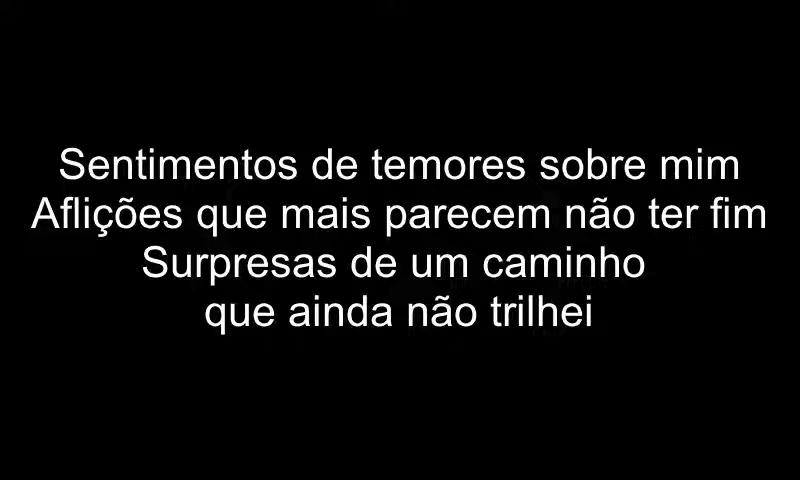 Sentimentos de temores sobre mim
Aflições que mais parecem não ter fim
Surpresas de um caminho
que ainda não trilhei